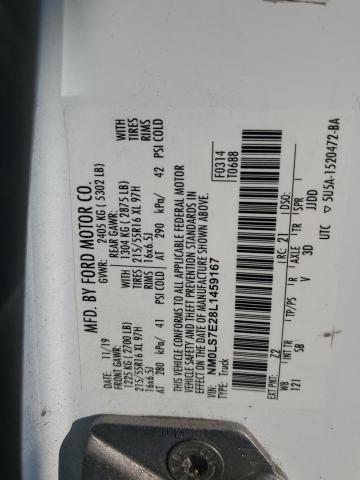 MFD. BY FORD MOTOR CO.
11/19 GVWR: 2405 KG ( 5302 LB)
FRONT GAWR: REAR GAWR: WITH
1225 KG (2700 LB) 1304 KG (2875 LB) TIRES
215/55R16 XL 97H 215/55R16 XL 97H RIMS
16x6.5J 16x6.5J
AT 280 kPa/ 41 PSI COLD AT 290 kPa/ 42 PSI COLD
WITH
TIRES
RIMS
THIS VEHICLE CONFORMS TO ALL APPLICABLE FEDERAL MOTOR
VEHICLE SAFETY AND THEFT PREVENTION STANDARDS IN
EFFECT ON THE DATE OF MANUFACTURE SHOWN ABOVE.
VIN: NM0LS7E28L1459167
TYPE: Truck
F0314
T0688
EXT PNT: Z2 RC: 21 DSO:
WB INT TR TP/PS R AXLE TR SPR
121 SB V 3D JJDD
5U5A-1520472-BA